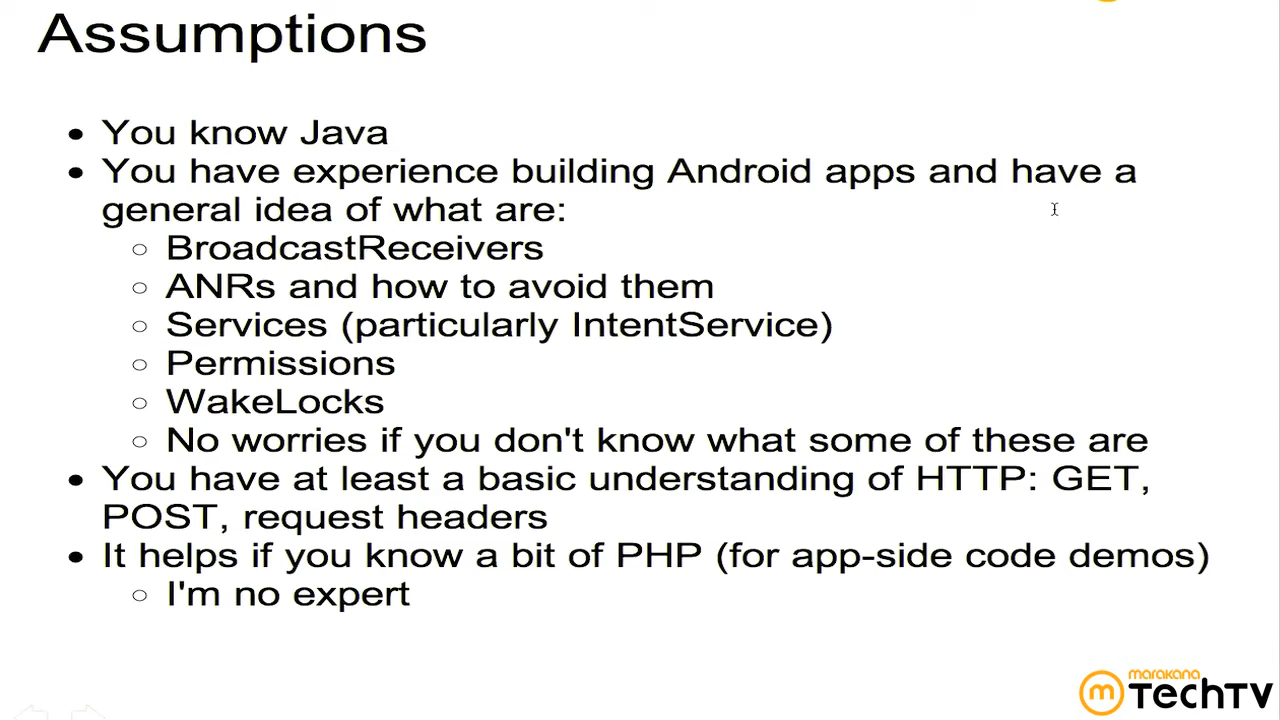 Assumptions
• You know Java
• You have experience building Android apps and have a
general idea of what are:
○ BroadcastReceivers
○ ANRs and how to avoid them
○ Services (particularly IntentService)
○ Permissions
○ WakeLocks
○ No worries if you don't know what some of these are
• You have at least a basic understanding of HTTP: GET,
POST, request headers
• It helps if you know a bit of PHP (for app-side code demos)
○ I'm no expert
m marakana
TechTV